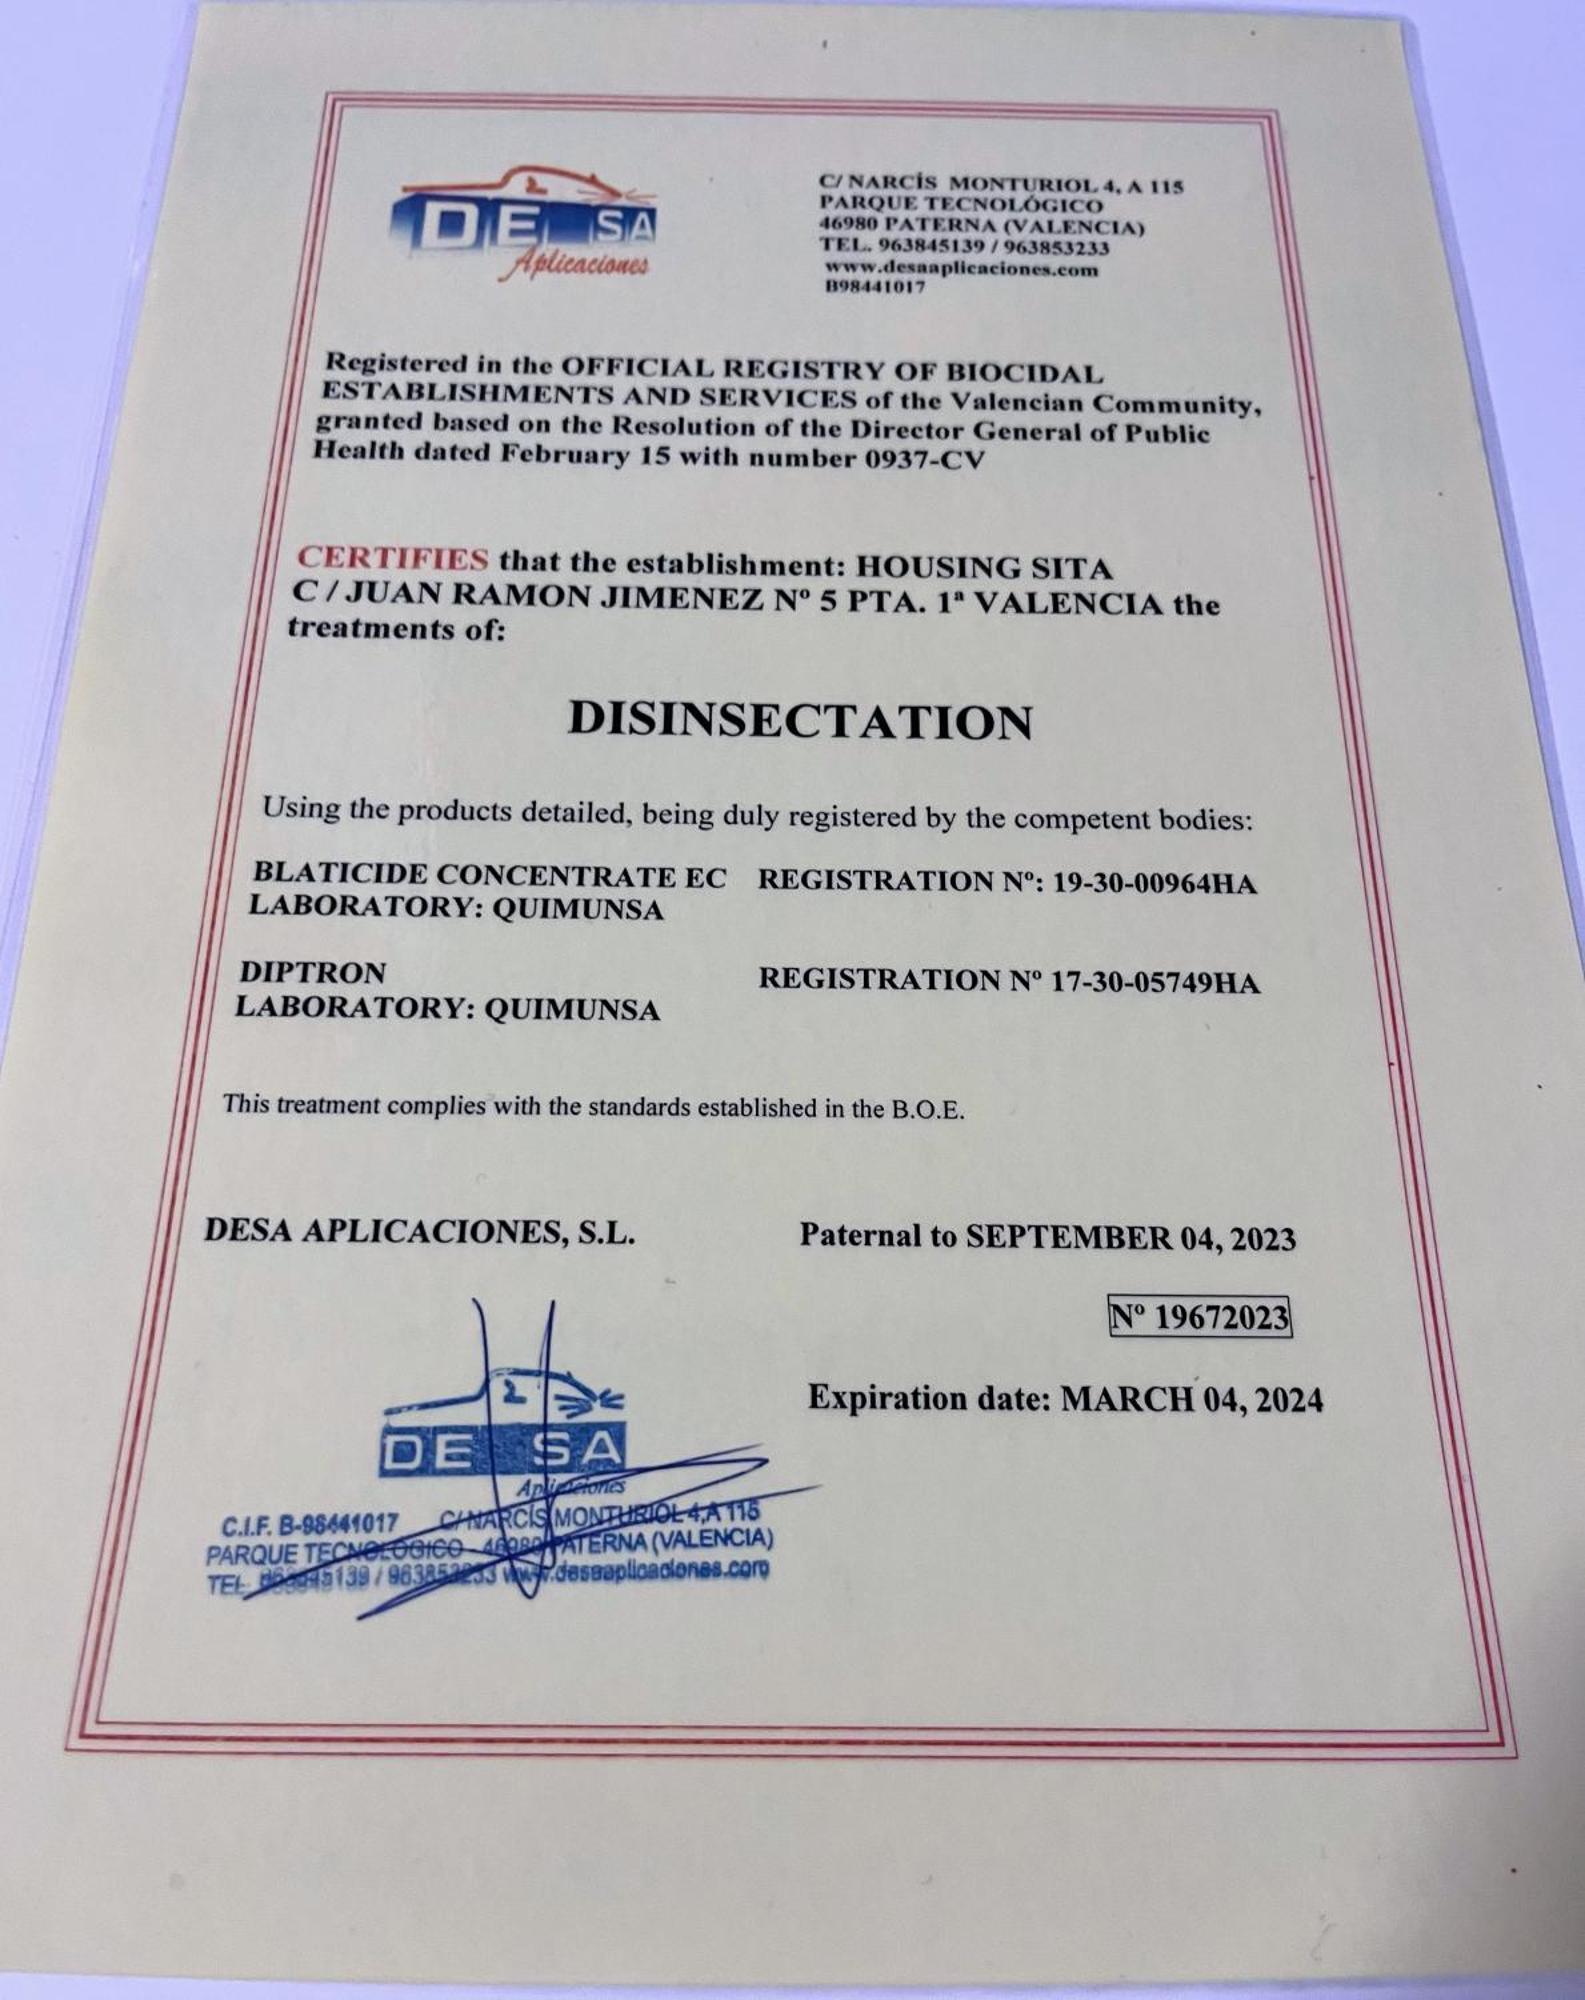 2
DE SA
Aplicaciones
C/ NARCÍS MONTURIOL 4, A 115
PARQUE TECNOLÓGICO
46980 PATERNA (VALENCIA)
TEL. 963845139 / 963853233
www.desaaplicaciones.com
B98441017
Registered in the OFFICIAL REGISTRY OF BIOCIDAL
ESTABLISHMENTS AND SERVICES of the Valencian Community,
granted based on the Resolution of the Director General of Public
Health dated February 15 with number 0937-CV
CERTIFIES that the establishment: HOUSING SITA
C / JUAN RAMON JIMENEZ Nº 5 PTA. 1ª VALENCIA the
treatments of:
DISINSECTATION
Using the products detailed, being duly registered by the competent bodies:
BLATICIDE CONCENTRATE EC REGISTRATION Nº: 19-30-00964HA
LABORATORY: QUIMUNSA
DIPTRON REGISTRATION Nº 17-30-05749HA
LABORATORY: QUIMUNSA
This treatment complies with the standards established in the B.O.E.
DESA APLICACIONES, S.L. Paternal to SEPTEMBER 04, 2023
Nº 19672023
Expiration date: MARCH 04, 2024
2
DE SA
Aplicaciones
C.I.F. B-98441017 C/ NARCÍS MONTURIOL 4,A 115
PARQUE TECNOLÓGICO - 46980 PATERNA (VALENCIA)
TEL. 963845139 / 963853233 www.desaaplicaciones.com